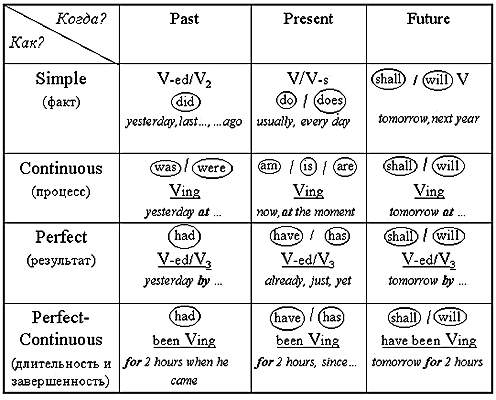 Когда?
Как?
Past
Present
Future
Simple
(факт)
V-ed/V₂
did
yesterday, last…, …ago
V/V-s
do / does
usually, every day
shall / will V
tomorrow, next year
Continuous
(процесс)
was / were
Ving
yesterday at …
am / is / are
Ving
now, at the moment
shall / will
Ving
tomorrow at …
Perfect
(результат)
had
V-ed/V₃
yesterday by …
have / has
V-ed/V₃
already, just, yet
shall / will
V-ed/V₃
tomorrow by …
Perfect-
Continuous
(длительность и
завершенность)
had
been Ving
for 2 hours when he
came
have / has
been Ving
for 2 hours, since…
shall / will
have been Ving
tomorrow for 2 hours